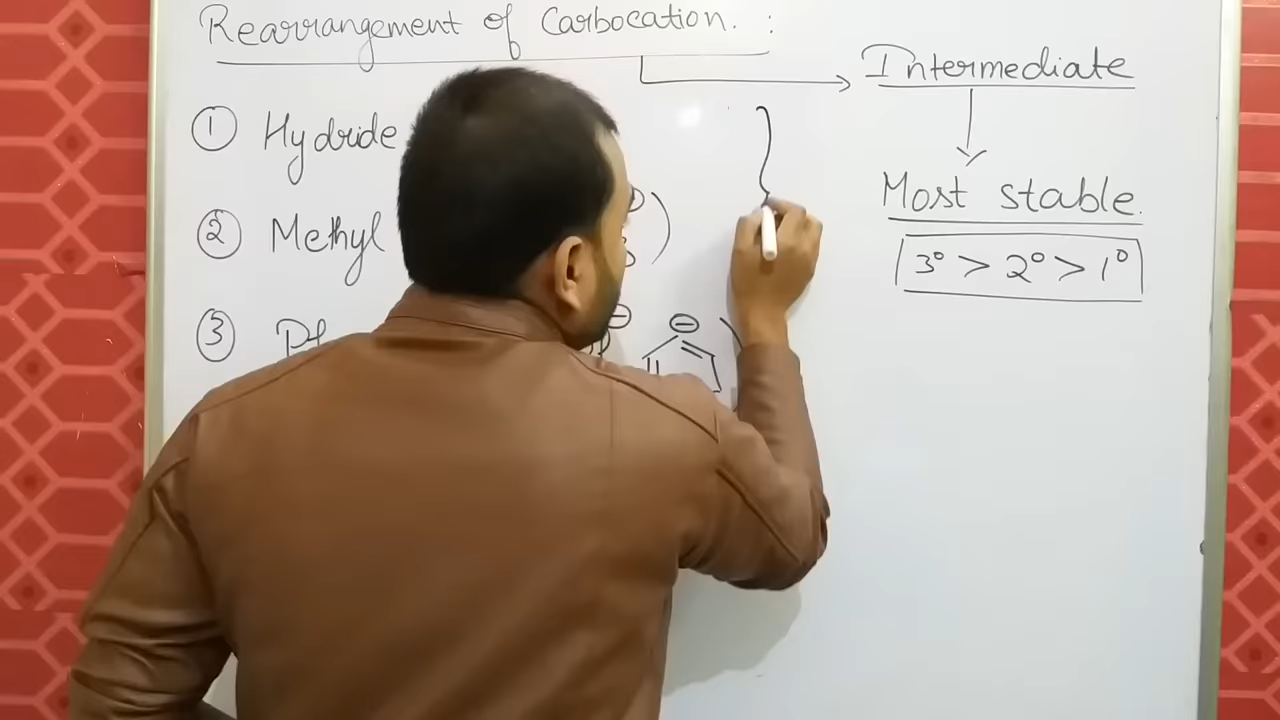 Rearrangement of Carbocation. :
Intermediate
① Hydride
Most stable.
② Methyl
3° > 2° > 1°
③